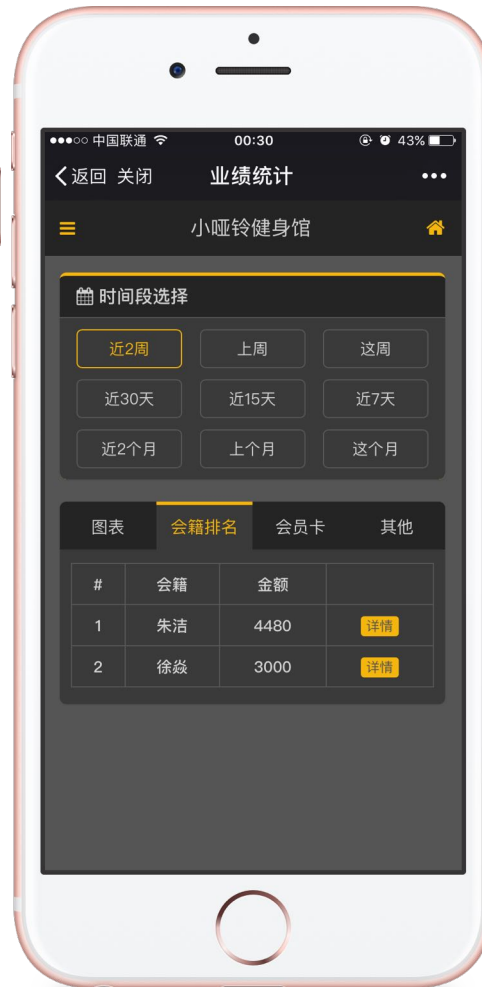 中国联通 00:30 43%
返回 关闭 业绩统计
小哑铃健身馆
时间段选择
近2周 上周 这周
近30天 近15天 近7天
近2个月 上个月 这个月
图表 会籍排名 会员卡 其他
# 会籍 金额
1 朱洁 4480 详情
2 徐焱 3000 详情